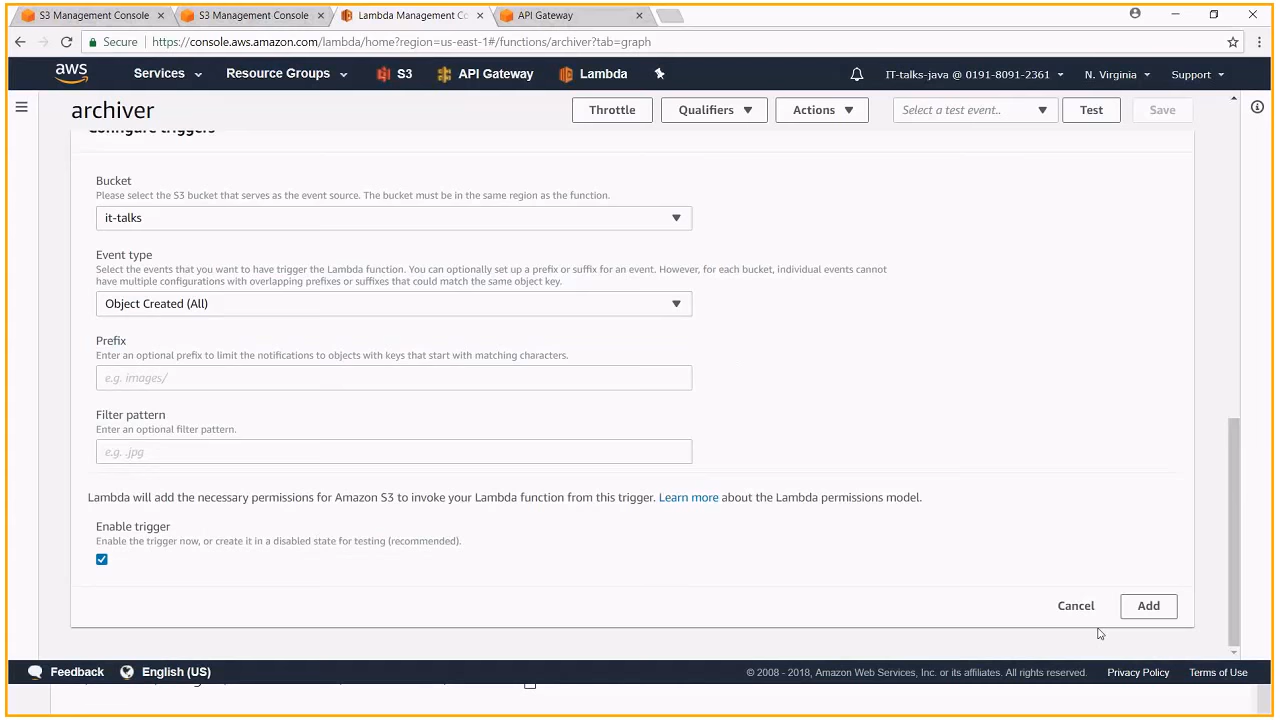 S3 Management Console
S3 Management Console
Lambda Management Co
API Gateway
Secure https://console.aws.amazon.com/lambda/home?region=us-east-1#/functions/archiver?tab=graph
aws Services Resource Groups S3 API Gateway Lambda IT-talks-java @ 0191-8091-2361 N. Virginia Support
archiver Throttle Qualifiers Actions Select a test event.. Test Save
Configure triggers
Bucket
Please select the S3 bucket that serves as the event source. The bucket must be in the same region as the function.
it-talks
Event type
Select the events that you want to have trigger the Lambda function. You can optionally set up a prefix or suffix for an event. However, for each bucket, individual events cannot
have multiple configurations with overlapping prefixes or suffixes that could match the same object key.
Object Created (All)
Prefix
Enter an optional prefix to limit the notifications to objects with keys that start with matching characters.
e.g. images/
Filter pattern
Enter an optional filter pattern.
e.g. .jpg
Lambda will add the necessary permissions for Amazon S3 to invoke your Lambda function from this trigger. Learn more about the Lambda permissions model.
Enable trigger
Enable the trigger now, or create it in a disabled state for testing (recommended).
Cancel Add
Feedback English (US) © 2008 - 2018, Amazon Web Services, Inc. or its affiliates. All rights reserved. Privacy Policy Terms of Use